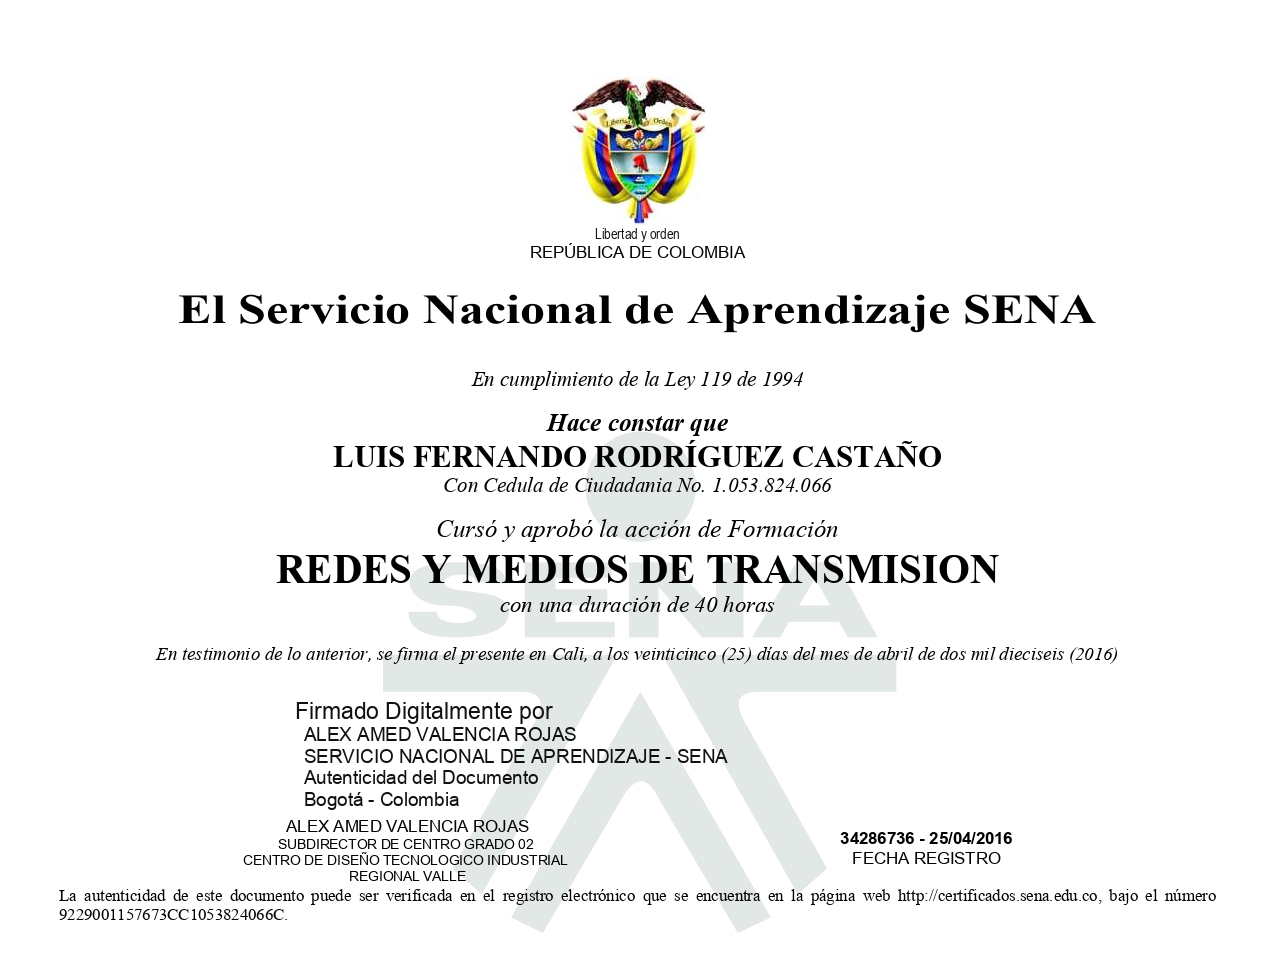 Libertad y Orden
Libertad y orden
REPÚBLICA DE COLOMBIA
El Servicio Nacional de Aprendizaje SENA
En cumplimiento de la Ley 119 de 1994
Hace constar que
LUIS FERNANDO RODRÍGUEZ CASTAÑO
Con Cedula de Ciudadania No. 1.053.824.066
Cursó y aprobó la acción de Formación
REDES Y MEDIOS DE TRANSMISION
SENA
con una duración de 40 horas
En testimonio de lo anterior, se firma el presente en Cali, a los veinticinco (25) días del mes de abril de dos mil dieciseis (2016)
Firmado Digitalmente por
ALEX AMED VALENCIA ROJAS
SERVICIO NACIONAL DE APRENDIZAJE - SENA
Autenticidad del Documento
Bogotá - Colombia
ALEX AMED VALENCIA ROJAS
SUBDIRECTOR DE CENTRO GRADO 02
CENTRO DE DISEÑO TECNOLOGICO INDUSTRIAL
REGIONAL VALLE
34286736 - 25/04/2016
FECHA REGISTRO
La autenticidad de este documento puede ser verificada en el registro electrónico que se encuentra en la página web http://certificados.sena.edu.co, bajo el número
9229001157673CC1053824066C.